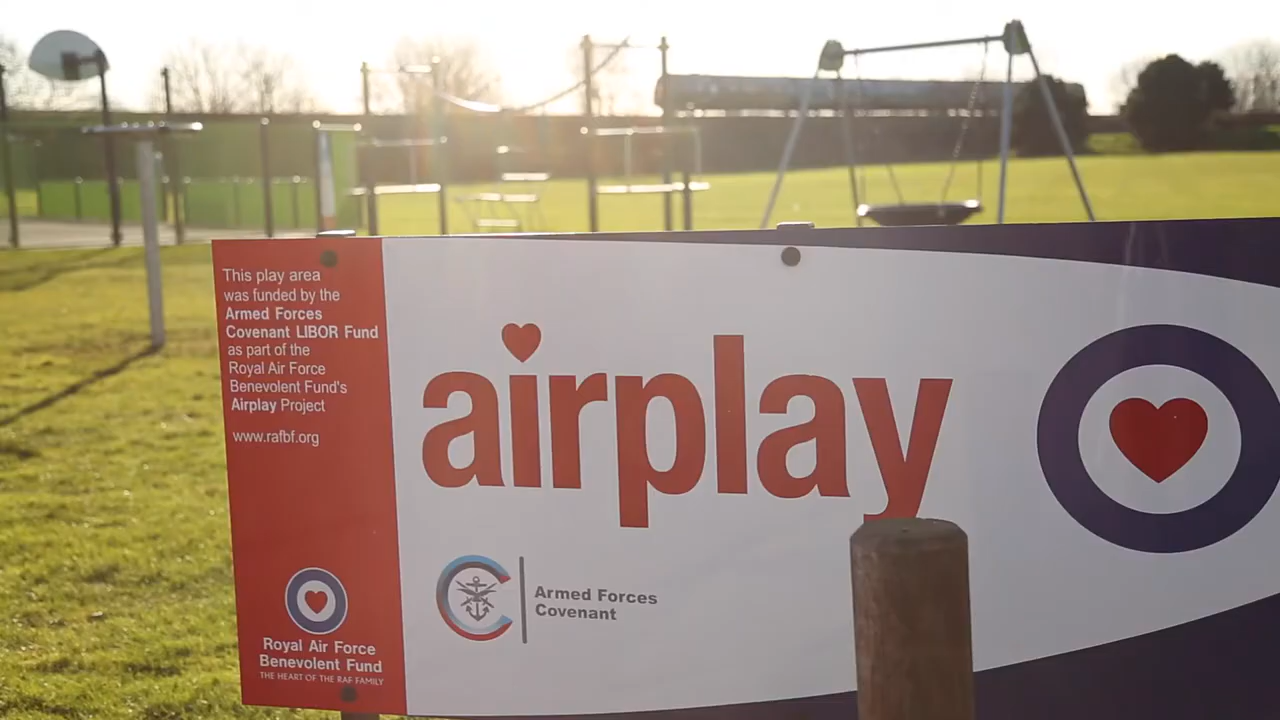 This play area
was funded by the
Armed Forces
Covenant LIBOR Fund
as part of the
Royal Air Force
Benevolent Fund's
Airplay Project
www.rafbf.org
airplay
Armed Forces
Covenant
Royal Air Force
Benevolent Fund
THE HEART OF THE RAF FAMILY